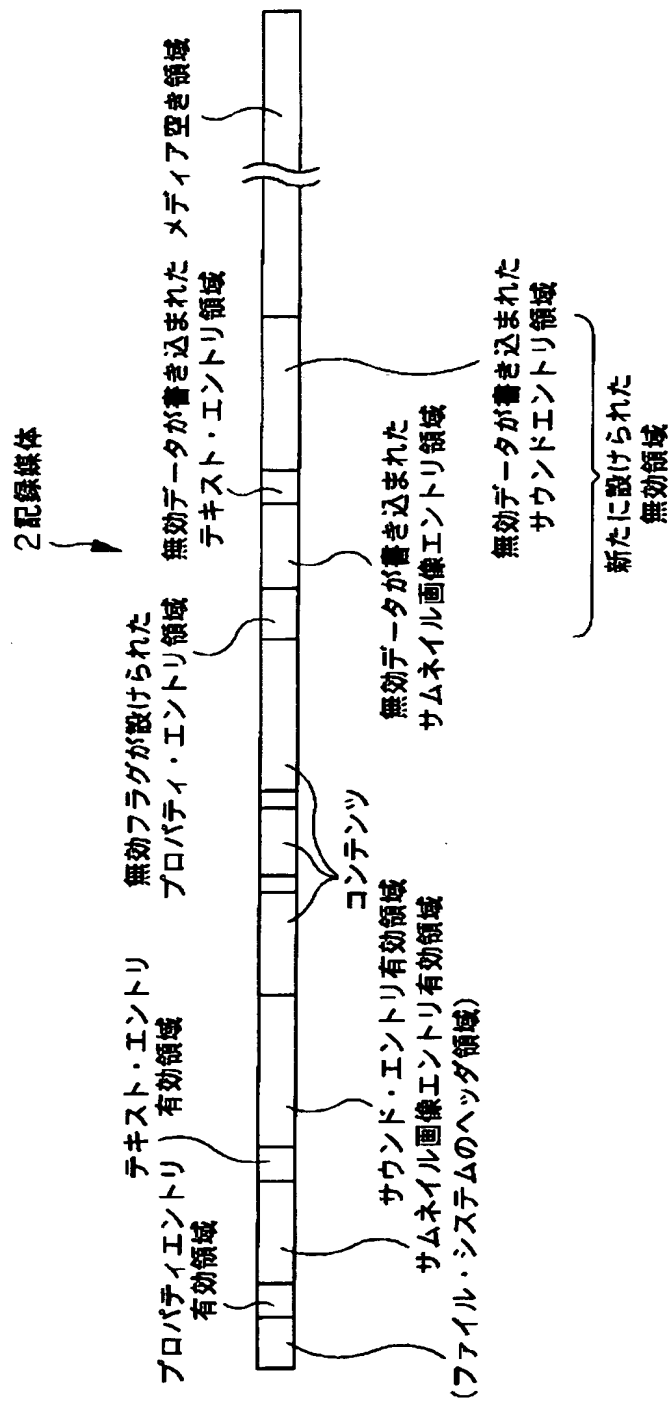 2記録媒体
プロパティエントリ
有効領域
テキスト・エントリ
有効領域
無効フラグが設けられた
プロパティ・エントリ領域
無効データが書き込まれた
テキスト・エントリ領域
メディア空き領域
(ファイル・システムのヘッダ領域)
サムネイル画像エントリ有効領域
サウンド・エントリ有効領域
コンテンツ
無効データが書き込まれた
サムネイル画像エントリ領域
無効データが書き込まれた
サウンドエントリ領域
新たに設けられた
無効領域